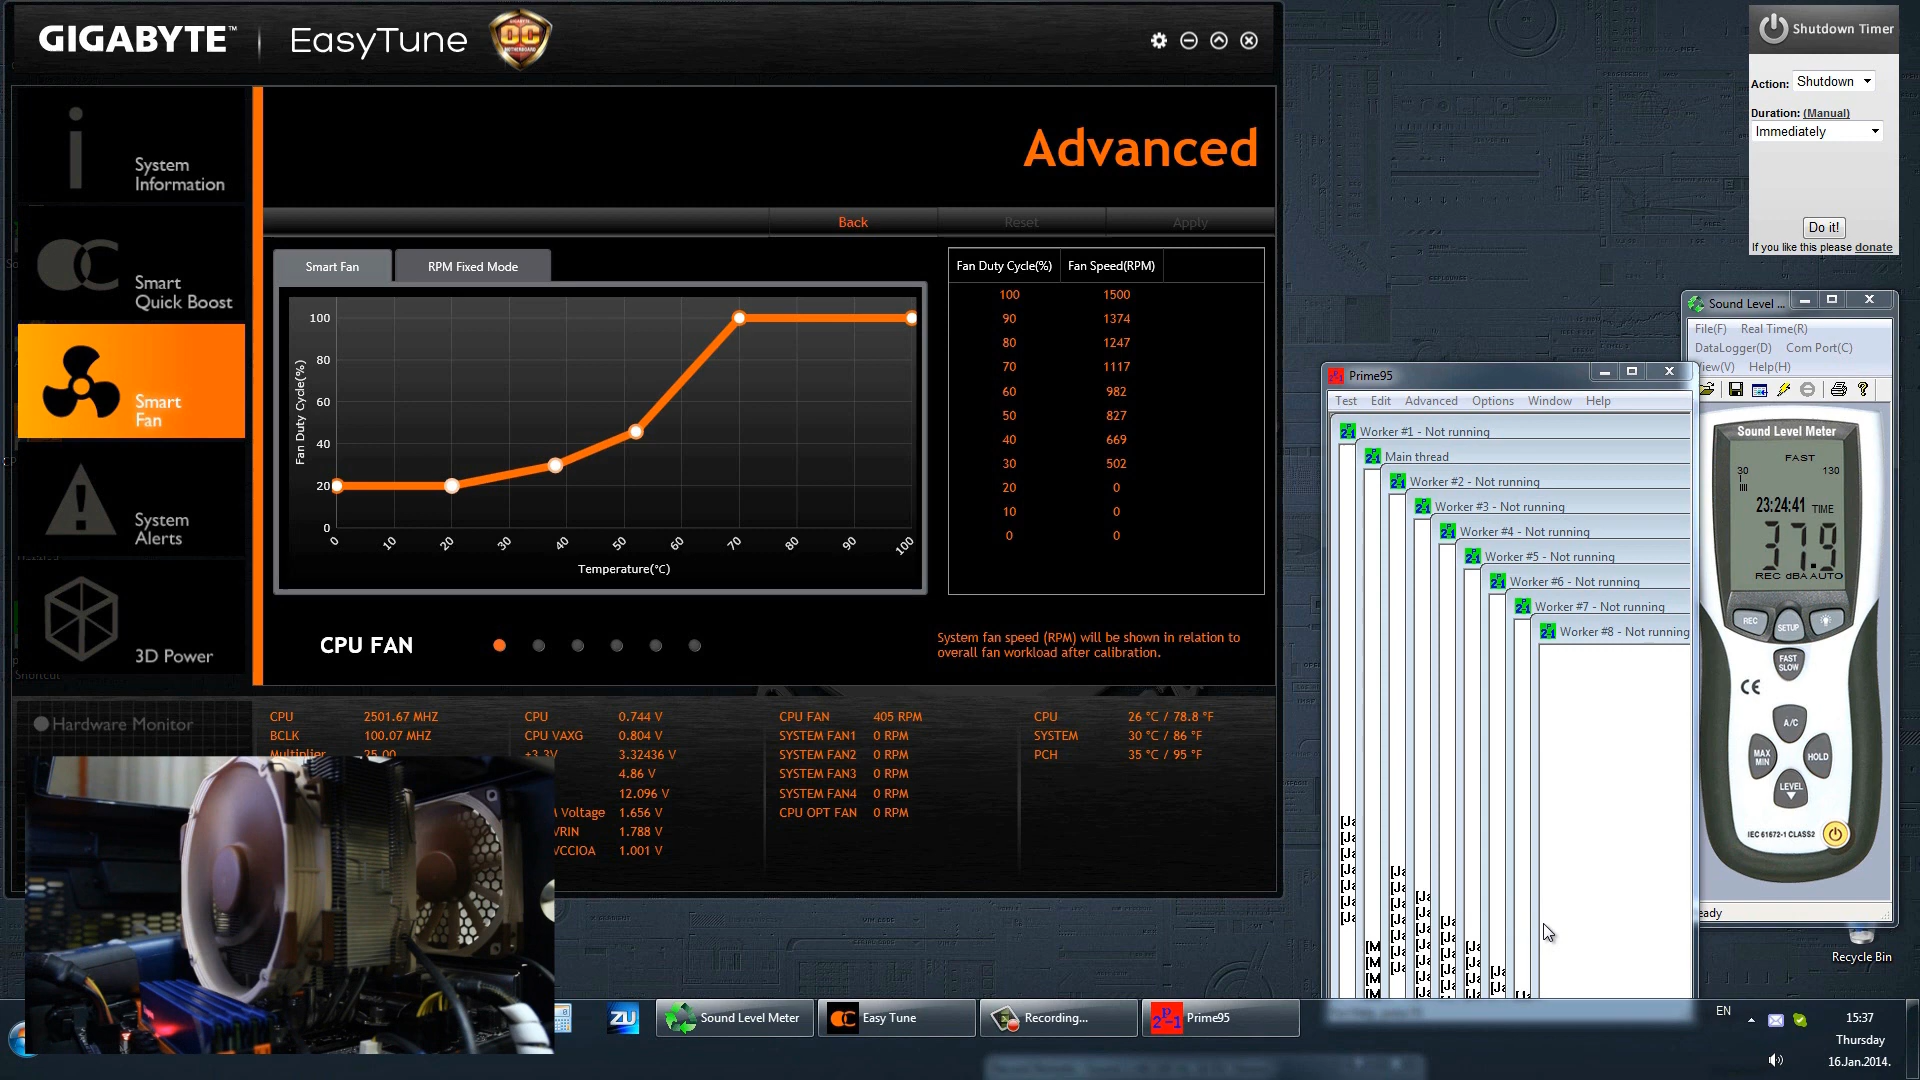 GIGABYTE™ | EasyTune GIGABYTE OC MOTHERBOARD
System
Information
Smart
Quick Boost
Smart
Fan
System
Alerts
3D Power
Advanced
Back Reset Apply
Smart Fan RPM Fixed Mode
Fan Duty Cycle(%)
100
80
60
40
20
0
0 10 20 30 40 50 60 70 80 90 100
Temperature(°C)
Fan Duty Cycle(%) Fan Speed(RPM)
100 1500
90 1374
80 1247
70 1117
60 982
50 827
40 669
30 502
20 0
10 0
0 0
CPU FAN
System fan speed (RPM) will be shown in relation to
overall fan workload after calibration.
Shortcut
Hardware Monitor
CPU 2501.67 MHZ
BCLK 100.07 MHZ
Multiplier 25.00
CPU 0.744 V
CPU VAXG 0.804 V
+3.3V 3.32436 V
4.86 V
12.096 V
Voltage 1.656 V
VRIN 1.788 V
VCCIOA 1.001 V
CPU FAN 405 RPM
SYSTEM FAN1 0 RPM
SYSTEM FAN2 0 RPM
SYSTEM FAN3 0 RPM
SYSTEM FAN4 0 RPM
CPU OPT FAN 0 RPM
CPU 26 °C / 78.8 °F
SYSTEM 30 °C / 86 °F
PCH 35 °C / 95 °F
Shutdown Timer
Action: Shutdown
Duration: (Manual)
Immediately
Do it!
If you like this please donate
Sound Level ...
File(F) Real Time(R)
DataLogger(D) Com Port(C)
View(V) Help(H)
Sound Level Meter
FAST
30 130
23:24:41 TIME
37.9
REC dBA AUTO
REC SETUP
FAST
SLOW
CE
A/C
MAX
MIN
HOLD
LEVEL
IEC 61672-1 CLASS2
eady
Prime95
Test Edit Advanced Options Window Help
Worker #1 - Not running
Main thread
Worker #2 - Not running
Worker #3 - Not running
Worker #4 - Not running
Worker #5 - Not running
Worker #6 - Not running
Worker #7 - Not running
Worker #8 - Not running
Recycle Bin
ZU Sound Level Meter Easy Tune Recording... Prime95
EN
15:37
Thursday
16.Jan.2014.